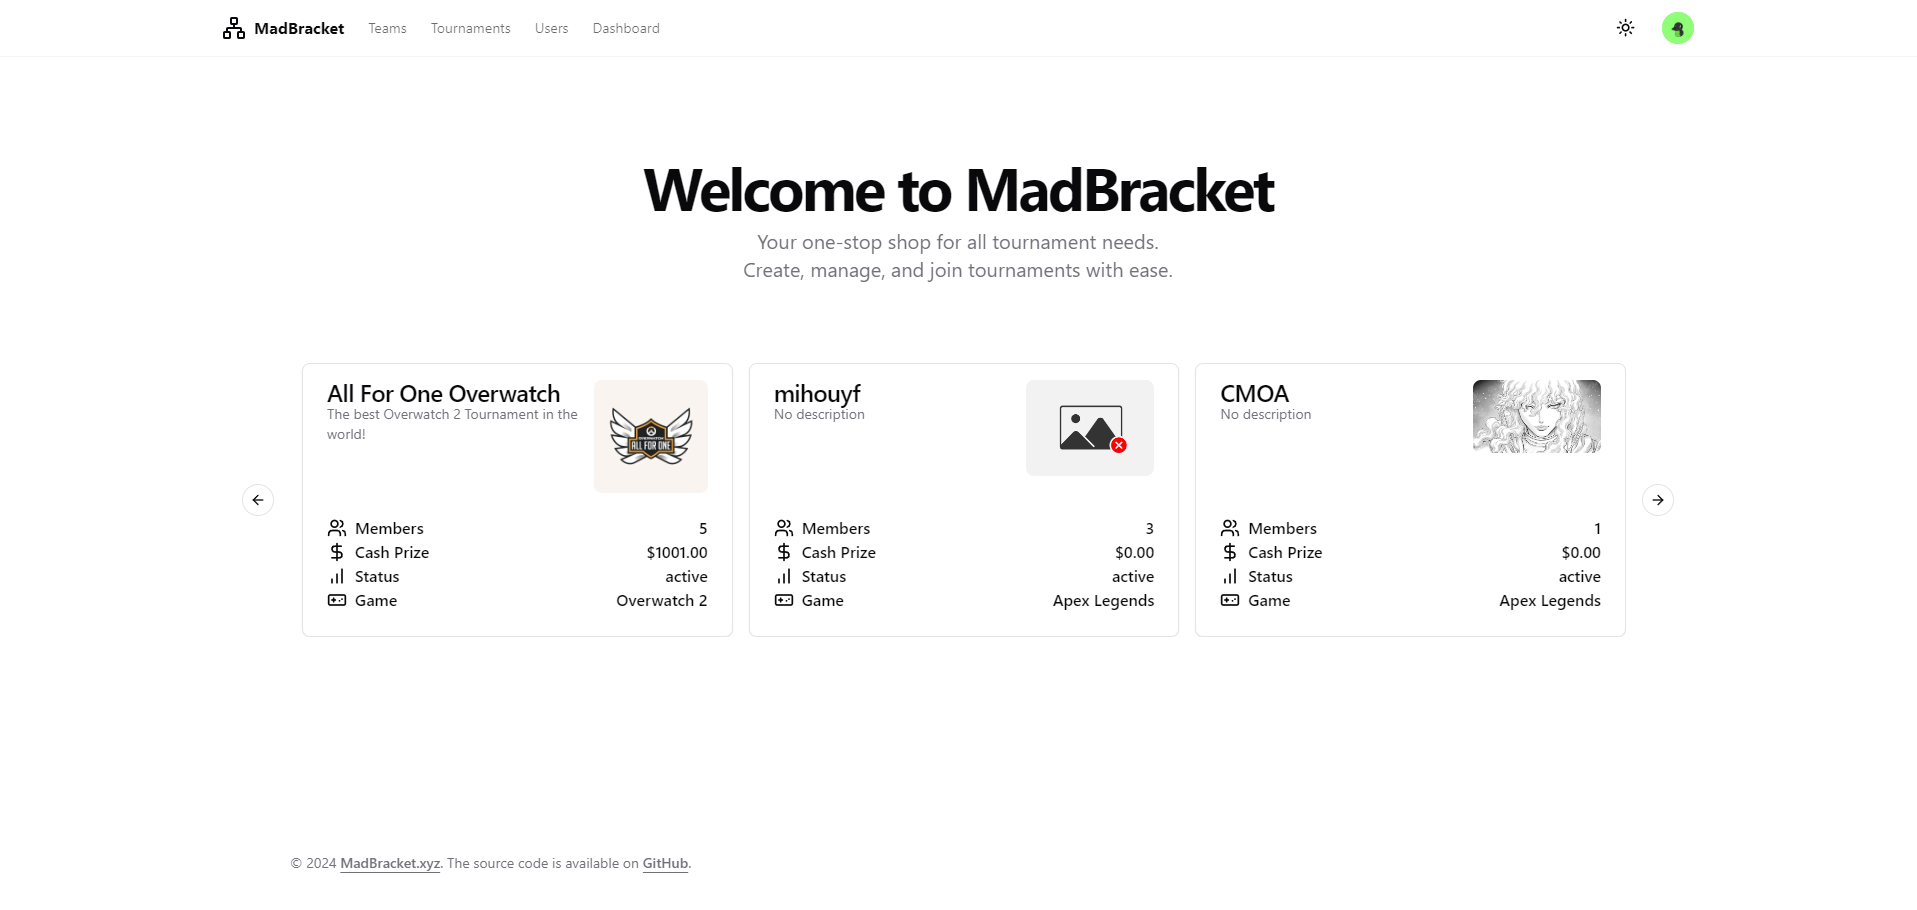 MadBracket Teams Tournaments Users Dashboard
Welcome to MadBracket
Your one-stop shop for all tournament needs.
Create, manage, and join tournaments with ease.
All For One Overwatch
The best Overwatch 2 Tournament in the
world!
OVERWATCH
ALL FOR ONE
Members 5
Cash Prize $1001.00
Status active
Game Overwatch 2
mihouyf
No description
Members 3
Cash Prize $0.00
Status active
Game Apex Legends
CMOA
No description
Members 1
Cash Prize $0.00
Status active
Game Apex Legends
© 2024 MadBracket.xyz. The source code is available on GitHub.